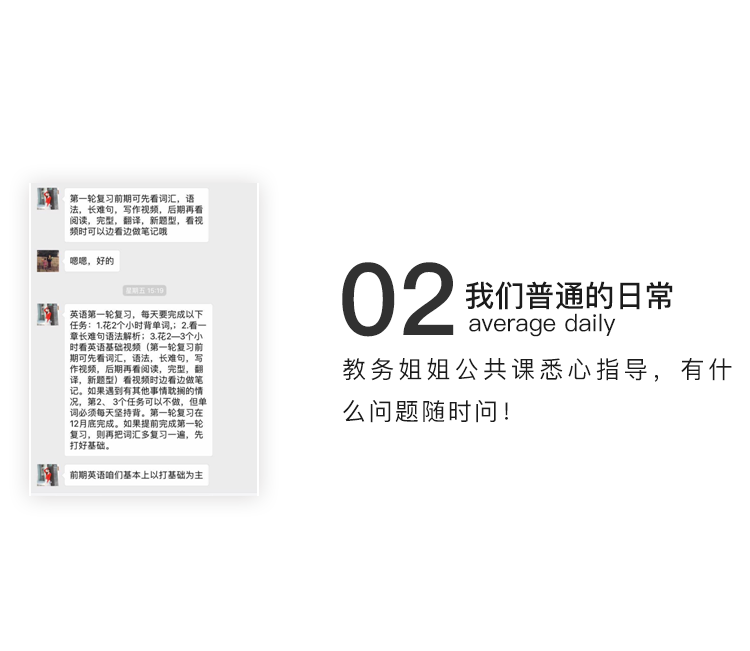 第一轮复习前期可先看词汇，语
法，长难句，写作视频，后期再看
阅读，完型，翻译，新题型，看视
频时可以边看边做笔记哦
嗯嗯，好的
星期五 15:19
英语第一轮复习，每天要完成以下
任务：1.花2个小时背单词，；2.看一
章长难句语法解析；3.花2—3个小
时看英语基础视频（第一轮复习前
期可先看词汇，语法，长难句，写
作视频，后期再看阅读，完型，翻
译，新题型）看视频时边看边做笔
记。如果遇到有其他事情耽搁的情
况，第2、3个任务可以不做，但单
词必须每天坚持背。第一轮复习在
12月底完成。如果提前完成第一轮
复习，则再把词汇多复习一遍，先
打好基础。
前期英语咱们基本上以打基础为主
02 我们普通的日常
average daily
教务姐姐公共课悉心指导，有什
么问题随时问！